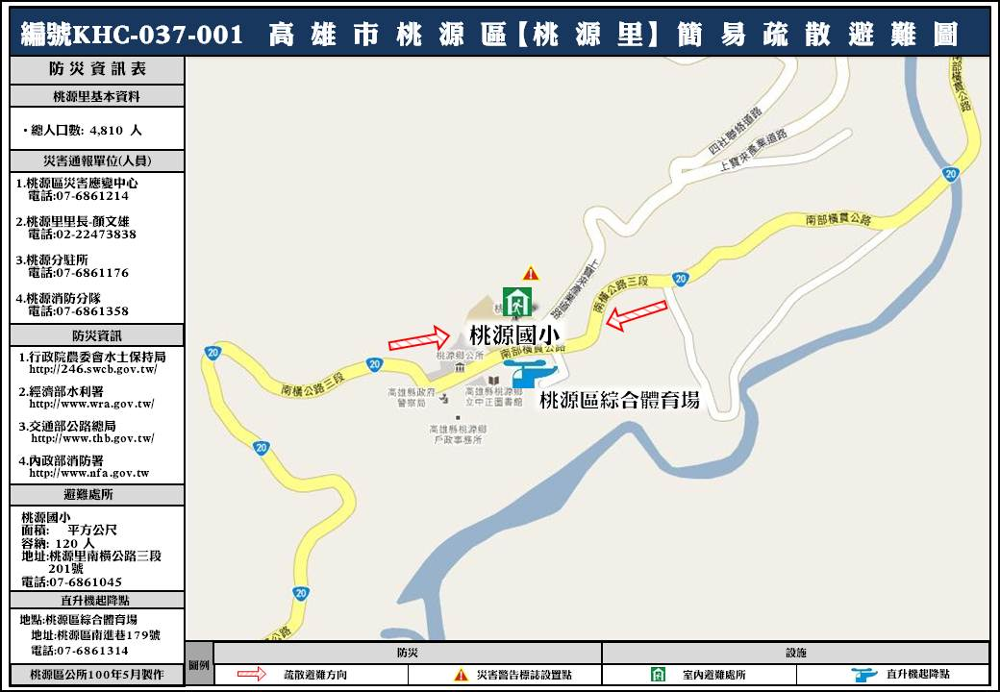 編號KHC-037-001 高雄市桃源區【桃源里】簡易疏散避難圖
防災資訊表
桃源里基本資料
・總人口數: 4,810 人
災害通報單位(人員)
1.桃源區災害應變中心
電話:07-6861214
2.桃源里里長-顏文雄
電話:02-22473838
3.桃源分駐所
電話:07-6861176
4.桃源消防分隊
電話:07-6861358
防災資訊
1.行政院農委會水土保持局
http://246.swcb.gov.tw/
2.經濟部水利署
http://www.wra.gov.tw/
3.交通部公路總局
http://www.thb.gov.tw/
4.內政部消防署
http://www.nfa.gov.tw
避難處所
桃源國小
面積: 平方公尺
容納: 120 人
地址:桃源里南橫公路三段
201號
電話:07-6861045
直升機起降點
地點:桃源區綜合體育場
地址:桃源區南進巷179號
電話:07-6861314
桃源區公所100年5月製作
南部橫貫公路
四社聯絡道路
上寶來產業道路
20
南部橫貫公路
上寶來產業道路
20
南橫公路三段
桃
桃源國小
南部橫貫公路
桃源鄉公所
20
20
南橫公路三段
高雄縣政府
警察局
高雄縣桃源鄉
立中正圖書館
桃源區綜合體育場
高雄縣桃源鄉
戶政事務所
20
20
公路
圖例
防災
設施
疏散避難方向
災害警告標誌設置點
室內避難處所
直升機起降點